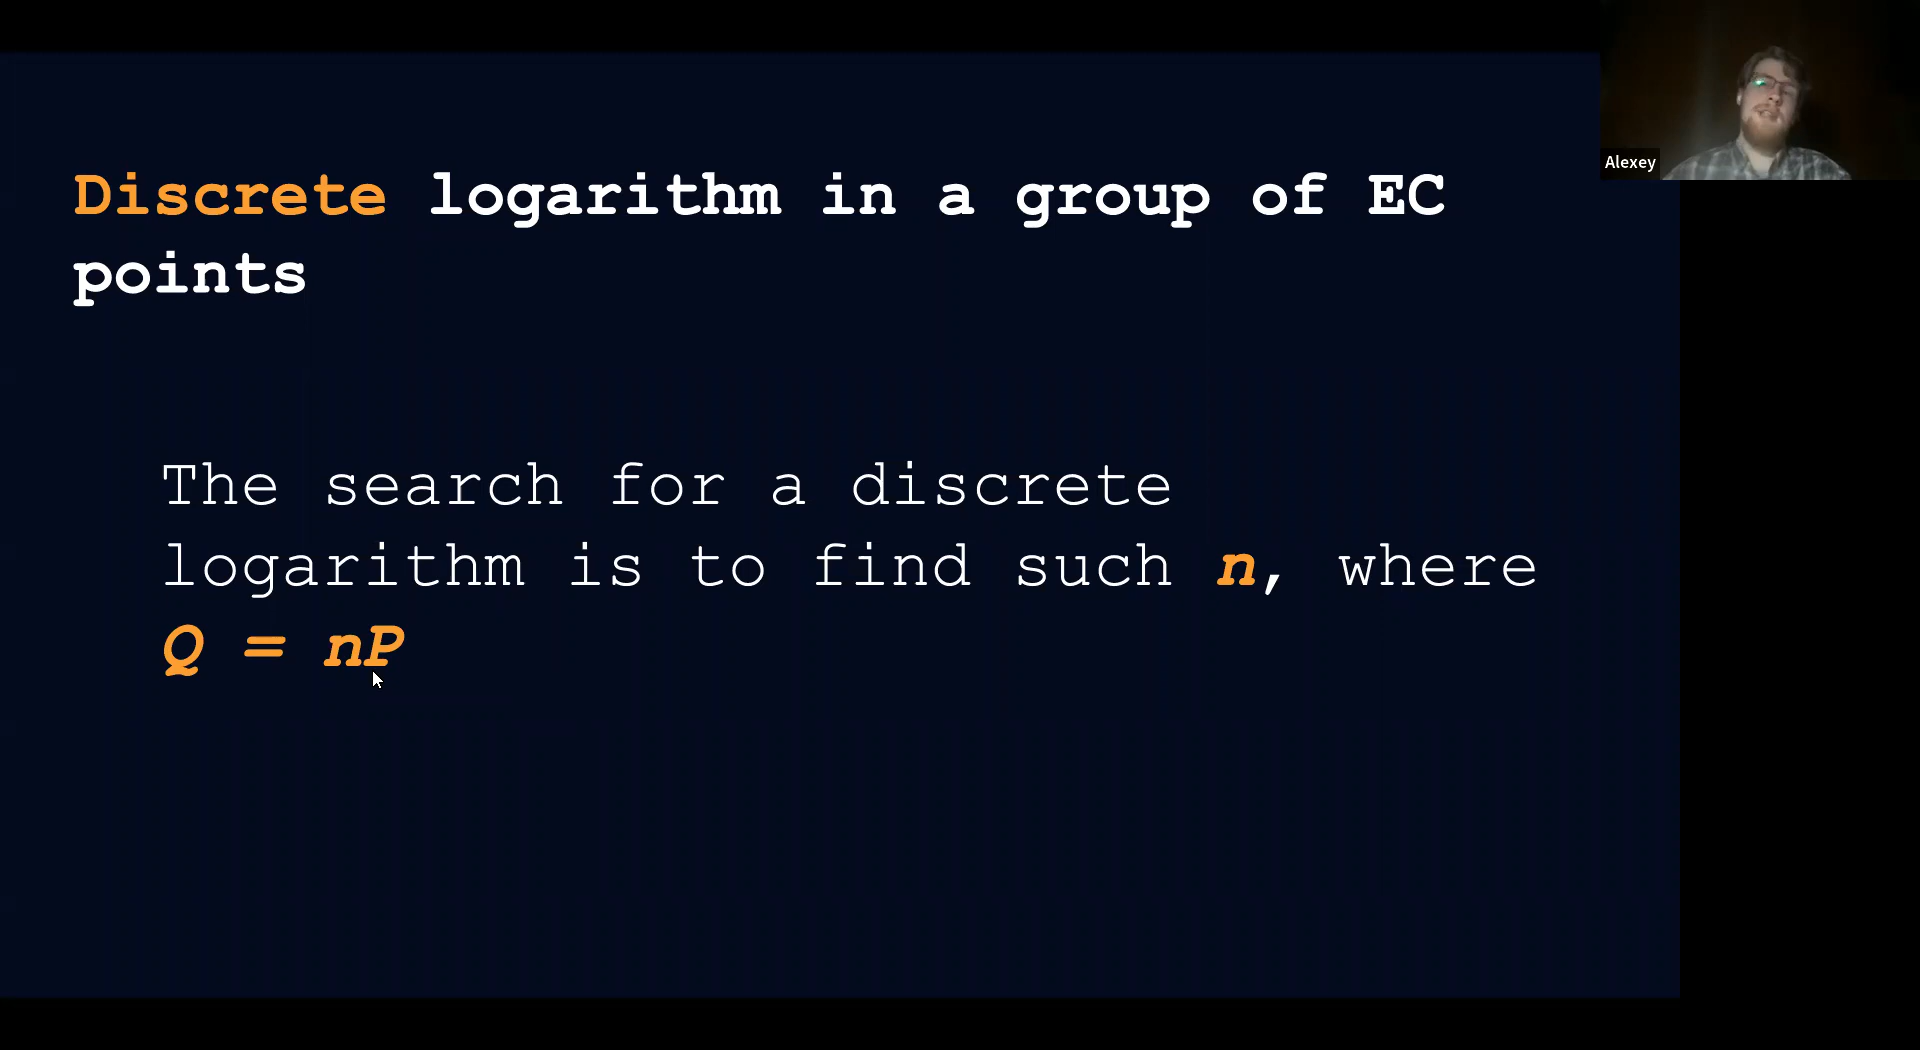 Discrete logarithm in a group of EC
points
The search for a discrete
logarithm is to find such n, where
Q = nP
Alexey